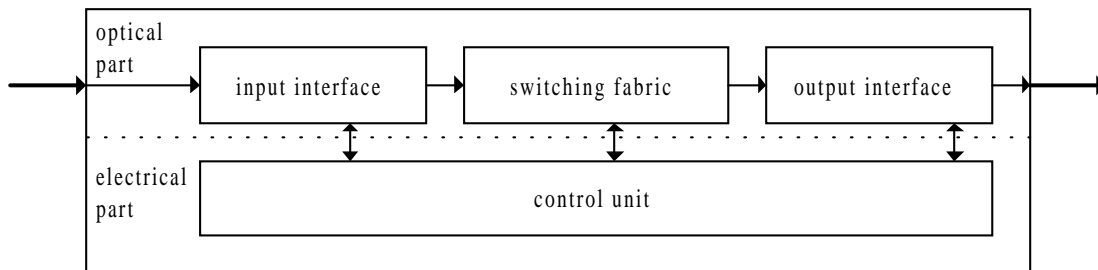 optical
part
input interface
switching fabric
output interface
electrical
part
control unit